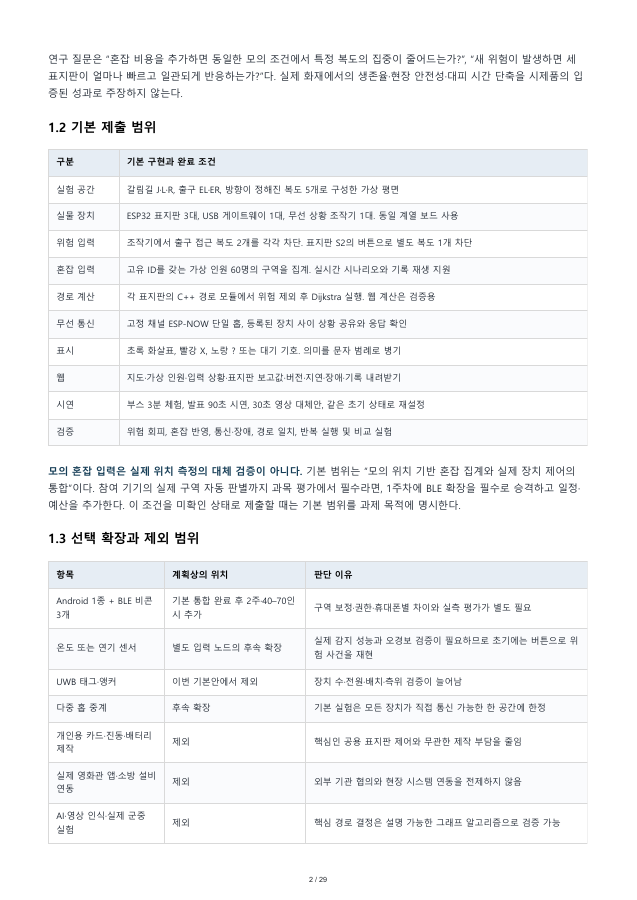 연구 질문은 “혼잡 비용을 추가하면 동일한 모의 조건에서 특정 복도의 집중이 줄어드는가?”, “새 위험이 발생하면 세
표지판이 얼마나 빠르고 일관되게 반응하는가?”다. 실제 화재에서의 생존율·현장 안전성·대피 시간 단축을 시제품의 입
증된 성과로 주장하지 않는다.
1.2 기본 제출 범위
구분 기본 구현과 완료 조건
실험 공간 갈림길 J·L·R, 출구 EL·ER, 방향이 정해진 복도 5개로 구성한 가상 평면
실물 장치 ESP32 표지판 3대, USB 게이트웨이 1대, 무선 상황 조작기 1대. 동일 계열 보드 사용
위험 입력 조작기에서 출구 접근 복도 2개를 각각 차단. 표지판 S2의 버튼으로 별도 복도 1개 차단
혼잡 입력 고유 ID를 갖는 가상 인원 60명의 구역을 집계. 실시간 시나리오와 기록 재생 지원
경로 계산 각 표지판의 C++ 경로 모듈에서 위험 제외 후 Dijkstra 실행. 웹 계산은 검증용
무선 통신 고정 채널 ESP-NOW 단일 홉, 등록된 장치 사이 상황 공유와 응답 확인
표시 초록 화살표, 빨강 X, 노랑 ? 또는 대기 기호. 의미를 문자 범례로 병기
웹 지도·가상 인원·입력 상황·표지판 보고값·버전·지연·장애·기록 내려받기
시연 부스 3분 체험, 발표 90초 시연, 30초 영상 대체안, 같은 초기 상태로 재설정
검증 위험 회피, 혼잡 반영, 통신·장애, 경로 일치, 반복 실행 및 비교 실험
모의 혼잡 입력은 실제 위치 측정의 대체 검증이 아니다. 기본 범위는 “모의 위치 기반 혼잡 집계와 실제 장치 제어의
통합”이다. 참여 기기의 실제 구역 자동 판별까지 과목 평가에서 필수라면, 1주차에 BLE 확장을 필수로 승격하고 일정·
예산을 추가한다. 이 조건을 미확인 상태로 제출할 때는 기본 범위를 과제 목적에 명시한다.
1.3 선택 확장과 제외 범위
항목 계획상의 위치 판단 이유
Android 1종 + BLE 비콘
3개
기본 통합 완료 후 2주·40–70인
시 추가
구역 보정·권한·휴대폰별 차이와 실측 평가가 별도 필요
온도 또는 연기 센서 별도 입력 노드의 후속 확장
실제 감지 성능과 오경보 검증이 필요하므로 초기에는 버튼으로 위
험 사건을 재현
UWB 태그·앵커 이번 기본안에서 제외 장치 수·전원·배치·측위 검증이 늘어남
다중 홉 중계 후속 확장 기본 실험은 모든 장치가 직접 통신 가능한 한 공간에 한정
개인용 카드·진동·배터리
제작
제외 핵심인 공용 표지판 제어와 무관한 제작 부담을 줄임
실제 영화관 앱·소방 설비
연동
제외 외부 기관 협의와 현장 시스템 연동을 전제하지 않음
AI·영상 인식·실제 군중
실험
제외 핵심 경로 결정은 설명 가능한 그래프 알고리즘으로 검증 가능
2 / 29